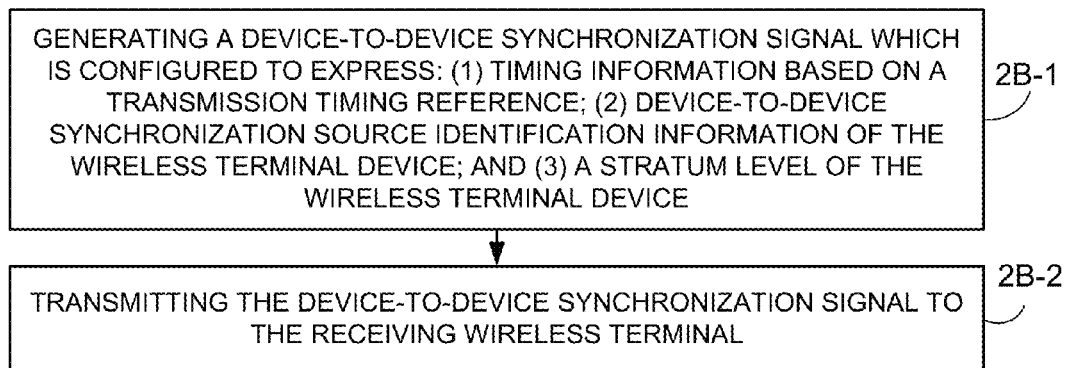 GENERATING A DEVICE-TO-DEVICE SYNCHRONIZATION SIGNAL WHICH
IS CONFIGURED TO EXPRESS: (1) TIMING INFORMATION BASED ON A
TRANSMISSION TIMING REFERENCE; (2) DEVICE-TO-DEVICE
SYNCHRONIZATION SOURCE IDENTIFICATION INFORMATION OF THE
WIRELESS TERMINAL DEVICE; AND (3) A STRATUM LEVEL OF THE
WIRELESS TERMINAL DEVICE
2B-1
TRANSMITTING THE DEVICE-TO-DEVICE SYNCHRONIZATION SIGNAL TO
THE RECEIVING WIRELESS TERMINAL
2B-2